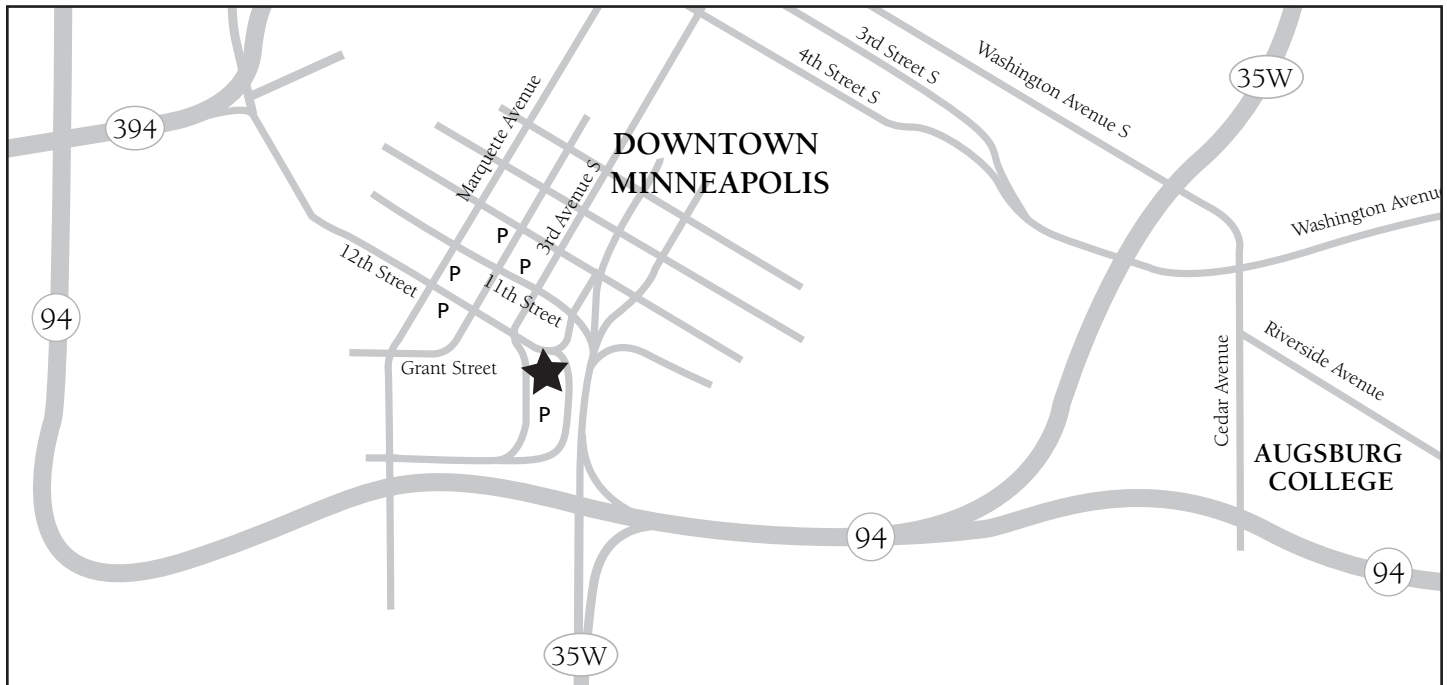 3rd Street S
4th Street S
Washington Avenue S
35W
394
Marquette Avenue
DOWNTOWN
MINNEAPOLIS
3rd Avenue S
Washington Avenu
P
P
P
P
12th Street
11th Street
94
Grant Street
P
Cedar Avenue
Riverside Avenue
AUGSBURG
COLLEGE
94
94
35W